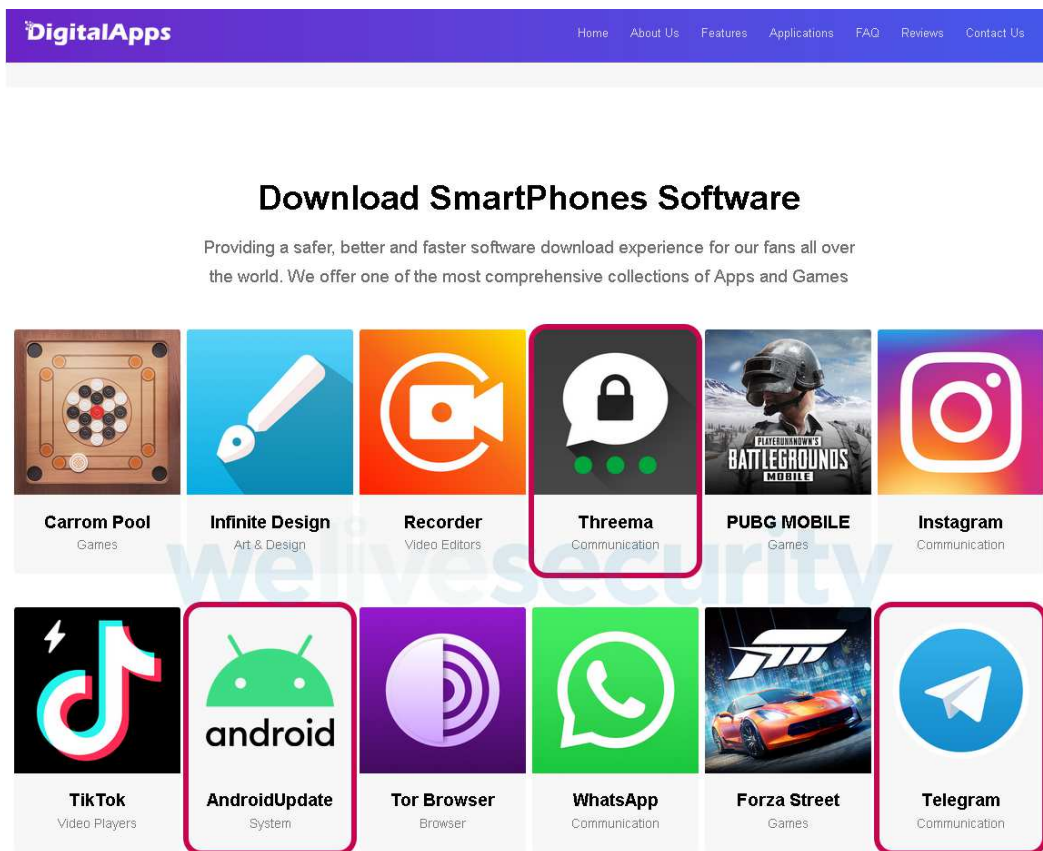 DigitalApps
Home About Us Features Applications FAQ Reviews Contact Us
Download SmartPhones Software
Providing a safer, better and faster software download experience for our fans all over
the world. We offer one of the most comprehensive collections of Apps and Games
PLAYERUNKNOWN'S
BATTLEGROUNDS
MOBILE
Carrom Pool Infinite Design Recorder Threema PUBG MOBILE Instagram
Games Art & Design Video Editors Communication Games Communication
welivesecurity
android
TikTok AndroidUpdate Tor Browser WhatsApp Forza Street Telegram
Video Players System Browser Communication Games Communication